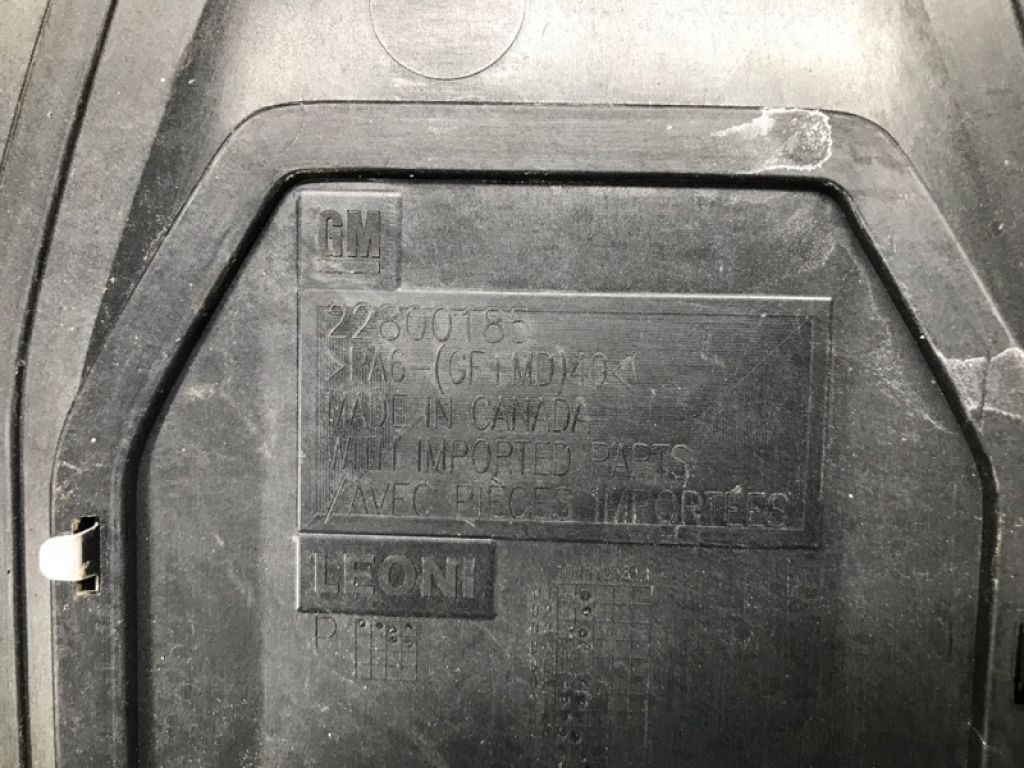 GM
22800185
>PA6-(GF+MD)40<
MADE IN CANADA
WITH IMPORTED PARTS
/AVEC PIÈCES IMPORTÉES
LEONI
P